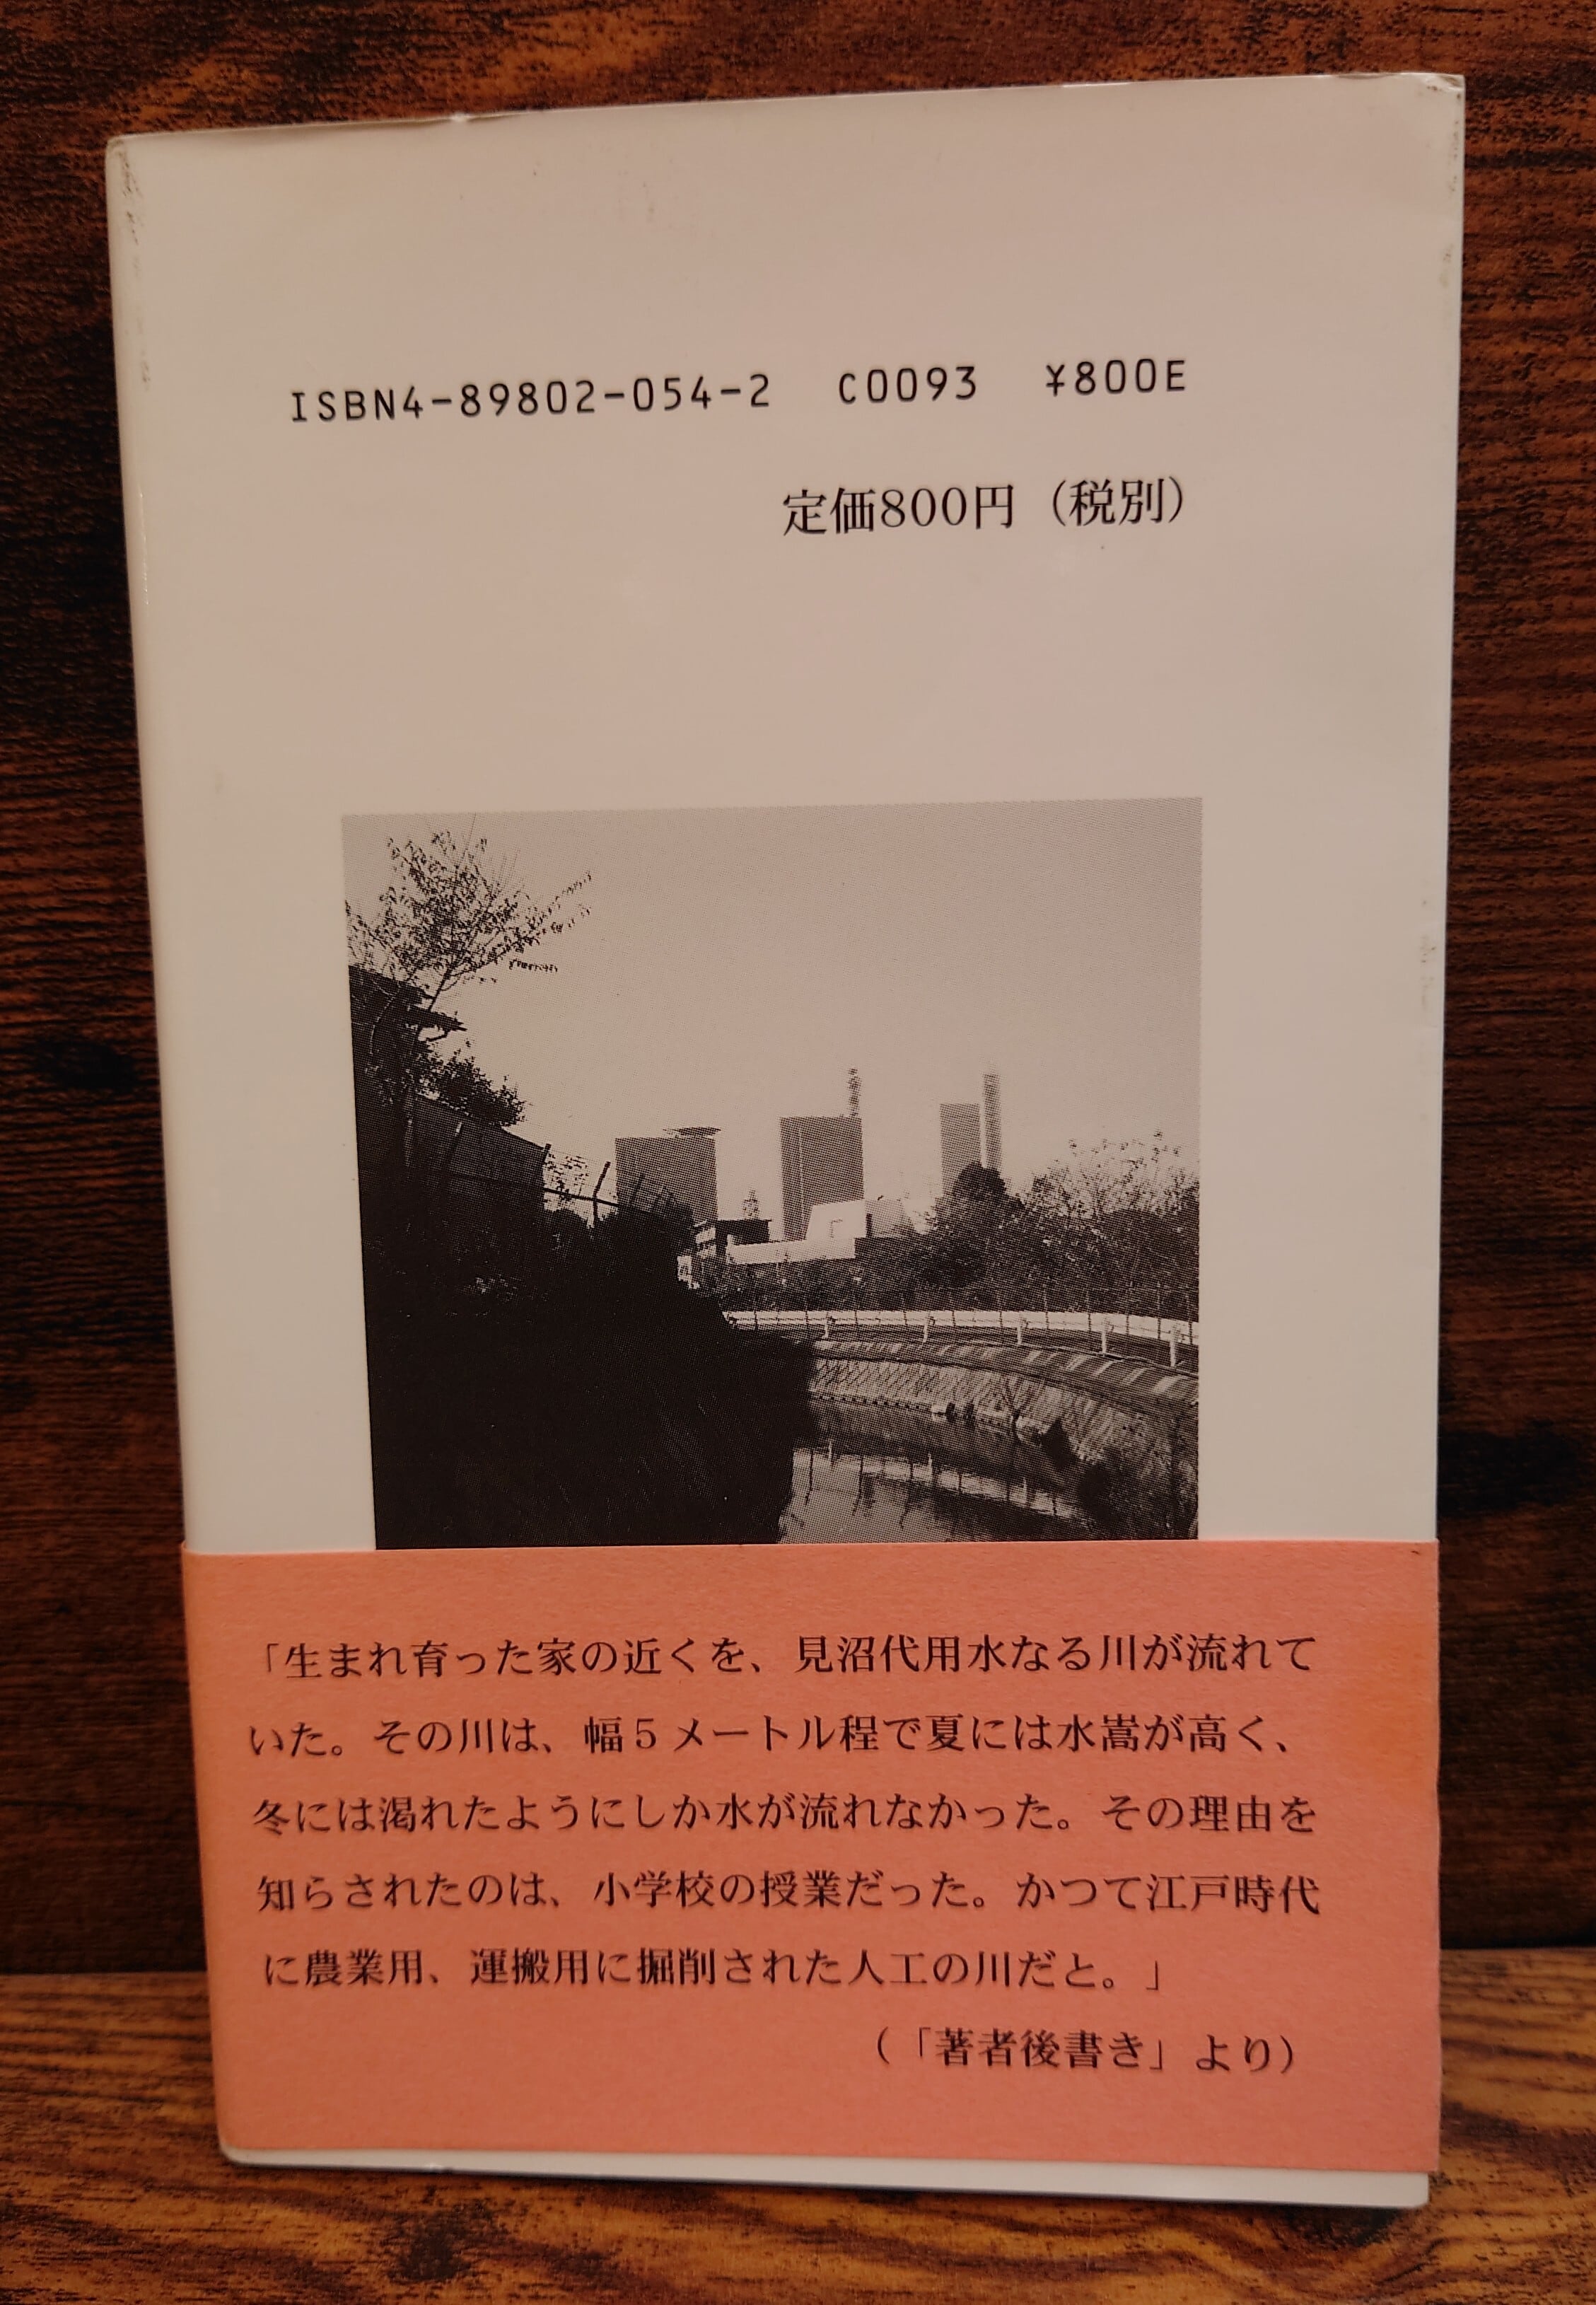 ISBN4-89802-054-2 C0093 ¥800E
定価800円（税別）
「生まれ育った家の近くを、見沼代用水なる川が流れて
いた。その川は、幅５メートル程で夏には水嵩が高く、
冬には渇れたようにしか水が流れなかった。その理由を
知らされたのは、小学校の授業だった。かつて江戸時代
に農業用、運搬用に掘削された人工の川だと。」
（「著者後書き」より）